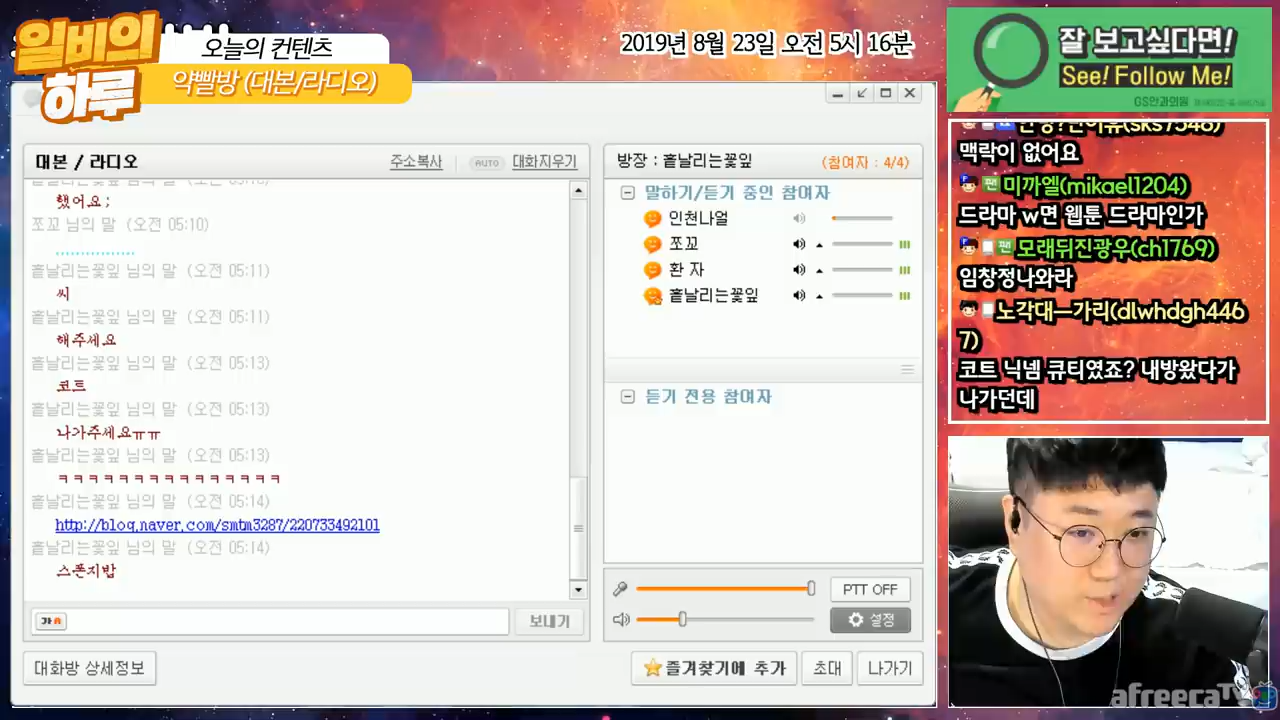 일비의
하루
오늘의 컨텐츠
약빨방 (대본/라디오)
2019년 8월 23일 오전 5시 16분
잘 보고싶다면!
See! Follow Me!
GS안과의원
대본 / 라디오
주소복사
AUTO
대화지우기
했어요;
쪼꼬 님의 말 (오전 05:10)
................
흩날리는꽃잎 님의 말 (오전 05:11)
씨
흩날리는꽃잎 님의 말 (오전 05:11)
해주세요
흩날리는꽃잎 님의 말 (오전 05:13)
코트
흩날리는꽃잎 님의 말 (오전 05:13)
나가주세요ㅠㅠ
흩날리는꽃잎 님의 말 (오전 05:13)
ㅋㅋㅋㅋㅋㅋㅋㅋㅋㅋㅋㅋㅋㅋ
흩날리는꽃잎 님의 말 (오전 05:14)
http://blog.naver.com/smtm3287/220733492101
흩날리는꽃잎 님의 말 (오전 05:14)
스폰지밥
가
보내기
대화방 상세정보
방장 : 흩날리는꽃잎
(참여자 : 4/4)
말하기/듣기 중인 참여자
인천나얼
쪼꼬
환 자
흩날리는꽃잎
듣기 전용 참여자
PTT OFF
설정
즐겨찾기에 추가
초대
나가기
맥락이 없어요
팬 미까엘(mikael1204)
드라마 w면 웹툰 드라마인가
팬 모래뒤진광우(ch1769)
임창정나와라
노각대ㅡ가리(dlwhdgh446
7)
코트 닉넴 큐티였죠? 내방왔다가
나가던데
afreecaTV